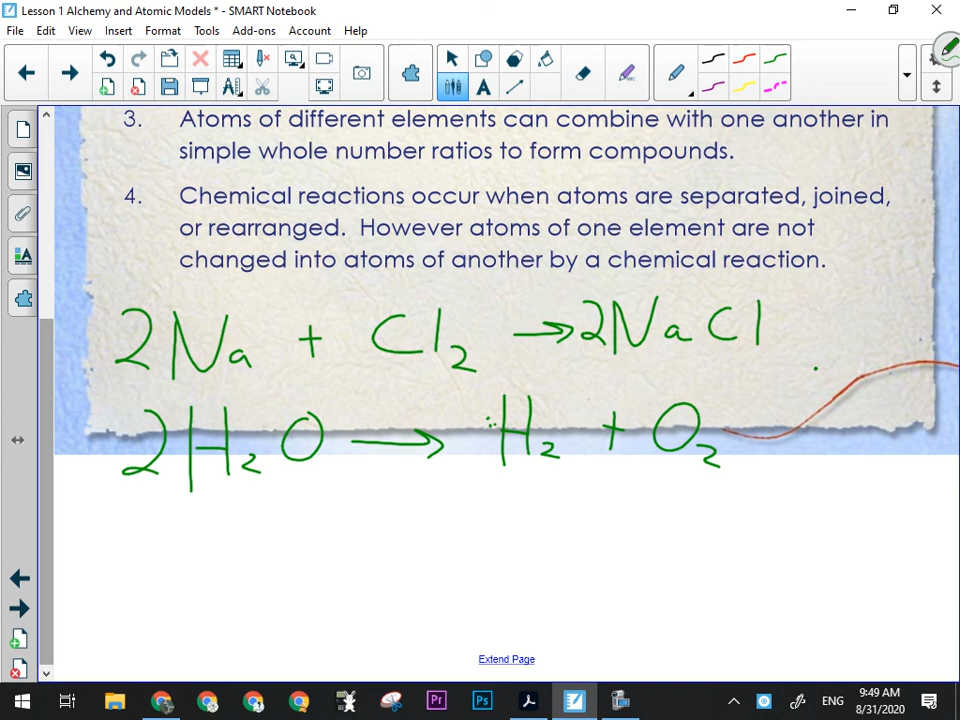 Lesson 1 Alchemy and Atomic Models * - SMART Notebook
File Edit View Insert Format Tools Add-ons Account Help
3. Atoms of different elements can combine with one another in
simple whole number ratios to form compounds.
4. Chemical reactions occur when atoms are separated, joined,
or rearranged. However atoms of one element are not
changed into atoms of another by a chemical reaction.
2Na + Cl₂ → 2NaCl
2H₂O → H₂ + O₂
Extend Page
Pr Ps ENG 9:49 AM
8/31/2020